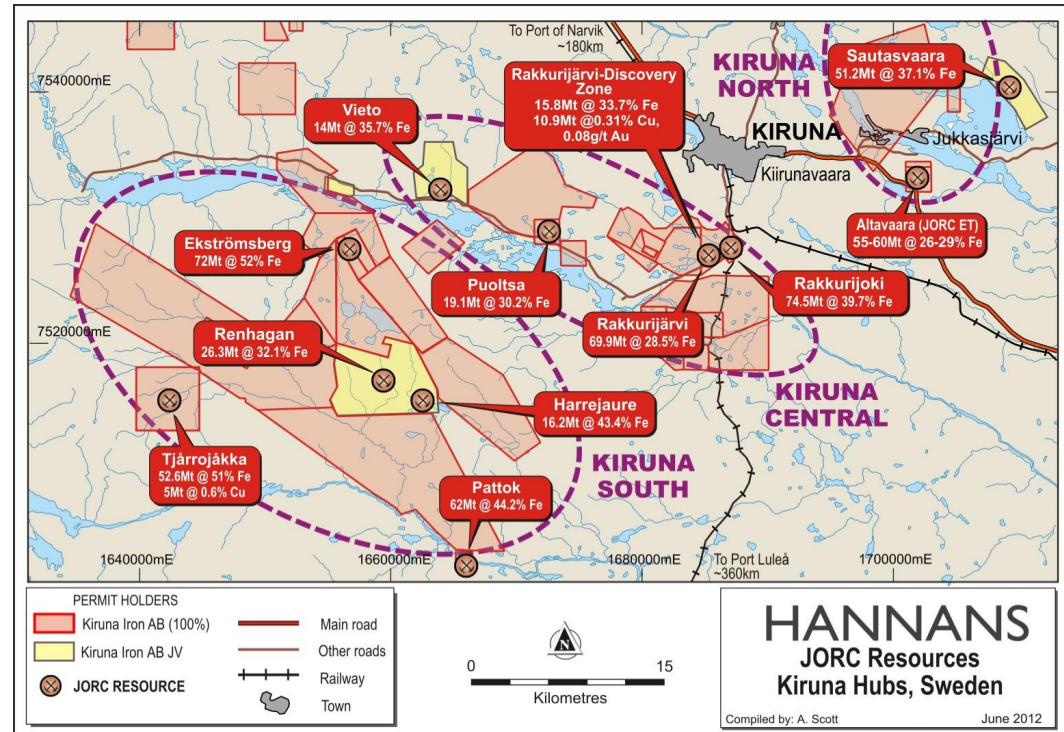 To Port of Narvik
~180km
7540000mE
KIRUNA
NORTH
Sautasvaara
51.2Mt @ 37.1% Fe
Rakkurijärvi-Discovery
Zone
15.8Mt @ 33.7% Fe
10.9Mt @0.31% Cu,
0.08g/t Au
Vieto
14Mt @ 35.7% Fe
KIRUNA
Jukkasjärvi
Kiirunavaara
Altavaara (JORC ET)
55-60Mt @ 26-29% Fe
Ekströmsberg
72Mt @ 52% Fe
Puoltsa
19.1Mt @ 30.2% Fe
Rakkurijoki
74.5Mt @ 39.7% Fe
Rakkurijärvi
69.9Mt @ 28.5% Fe
7520000mE
Renhagan
26.3Mt @ 32.1% Fe
KIRUNA
CENTRAL
Harrejaure
16.2Mt @ 43.4% Fe
Tjårrojåkka
52.6Mt @ 51% Fe
5Mt @ 0.6% Cu
KIRUNA
SOUTH
Pattok
62Mt @ 44.2% Fe
1640000mE
1660000mE
1680000mE
1700000mE
To Port Luleå
~360km
PERMIT HOLDERS
Kiruna Iron AB (100%)
Kiruna Iron AB JV
JORC RESOURCE
Main road
Other roads
Railway
Town
N
0 15
Kilometres
HANNANS
JORC Resources
Kiruna Hubs, Sweden
Compiled by: A. Scott June 2012